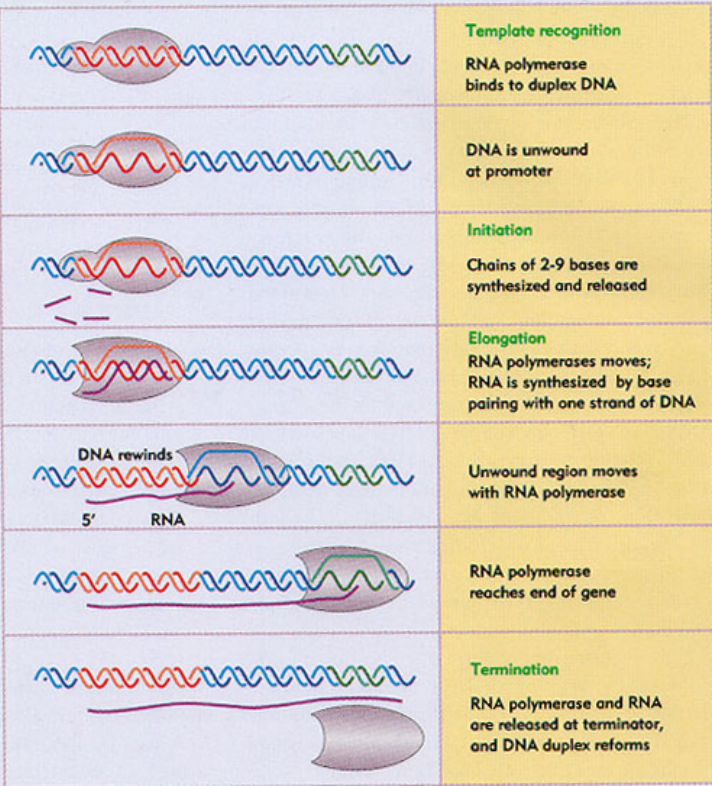 Template recognition
RNA polymerase
binds to duplex DNA
DNA is unwound
at promoter
Initiation
Chains of 2-9 bases are
synthesized and released
Elongation
RNA polymerases moves;
RNA is synthesized by base
pairing with one strand of DNA
DNA rewinds
5′ RNA
Unwound region moves
with RNA polymerase
RNA polymerase
reaches end of gene
Termination
RNA polymerase and RNA
are released at terminator,
and DNA duplex reforms